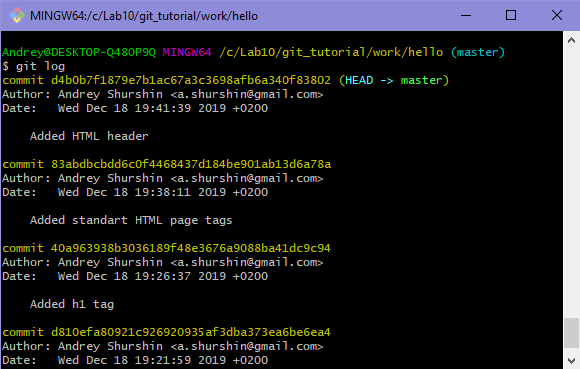 MINGW64:/c/Lab10/git_tutorial/work/hello
Andrey@DESKTOP-Q48OP9Q MINGW64 /c/Lab10/git_tutorial/work/hello (master)
$ git log
commit d4b0b7f1879e7b1ac67a3c3698afb6a340f83802 (HEAD -> master)
Author: Andrey Shurshin <a.shurshin@gmail.com>
Date:   Wed Dec 18 19:41:39 2019 +0200
    Added HTML header
commit 83abdbcbdd6c0f4468437d184be901ab13d6a78a
Author: Andrey Shurshin <a.shurshin@gmail.com>
Date:   Wed Dec 18 19:38:11 2019 +0200
    Added standart HTML page tags
commit 40a963938b3036189f48e3676a9088ba41dc9c94
Author: Andrey Shurshin <a.shurshin@gmail.com>
Date:   Wed Dec 18 19:26:37 2019 +0200
    Added h1 tag
commit d810efa80921c926920935af3dba373ea6be6ea4
Author: Andrey Shurshin <a.shurshin@gmail.com>
Date:   Wed Dec 18 19:21:59 2019 +0200